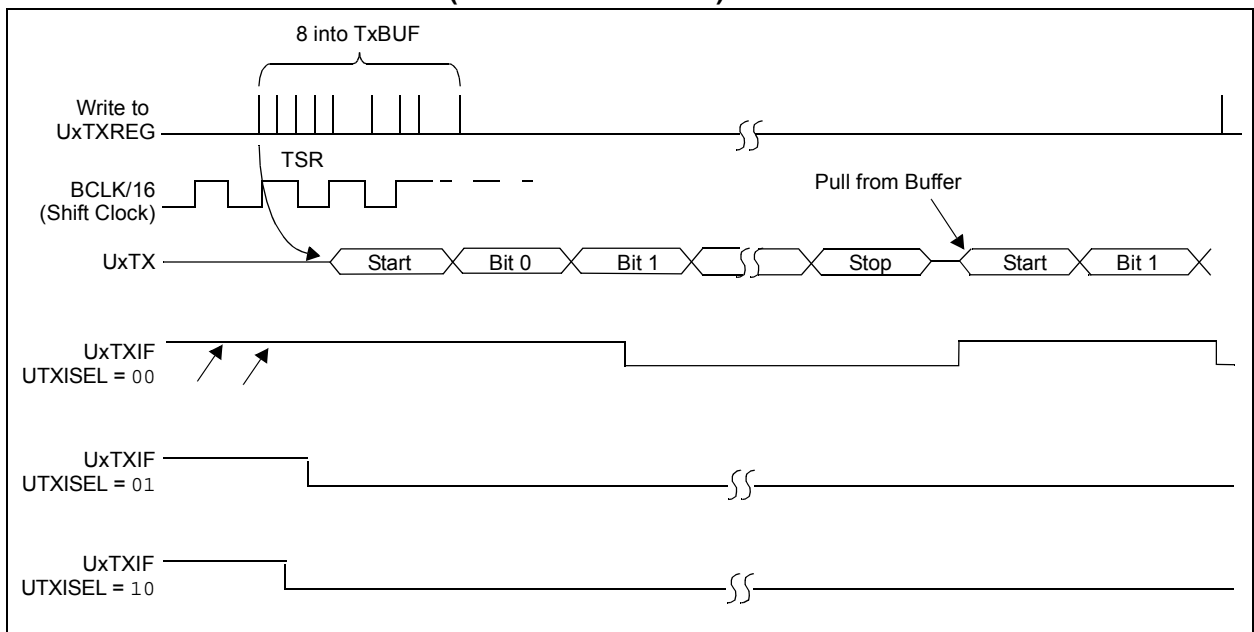 8 into TxBUF
Write to
UxTXREG
TSR
BCLK/16
(Shift Clock)
Pull from Buffer
UxTX
Start
Bit 0
Bit 1
Stop
Start
Bit 1
UxTXIF
UTXISEL = 00
UxTXIF
UTXISEL = 01
UxTXIF
UTXISEL = 10